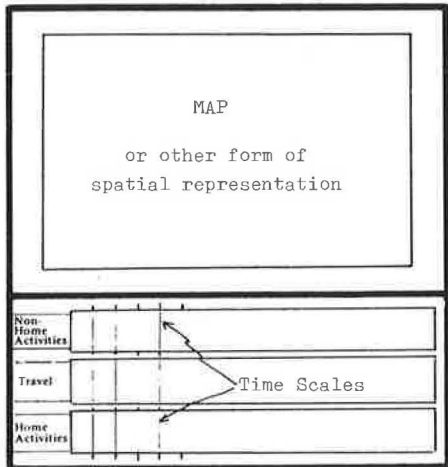 MAP
or other form of
spatial representation
Non-
Home
Activities
Travel
Time Scales
Home
Activities